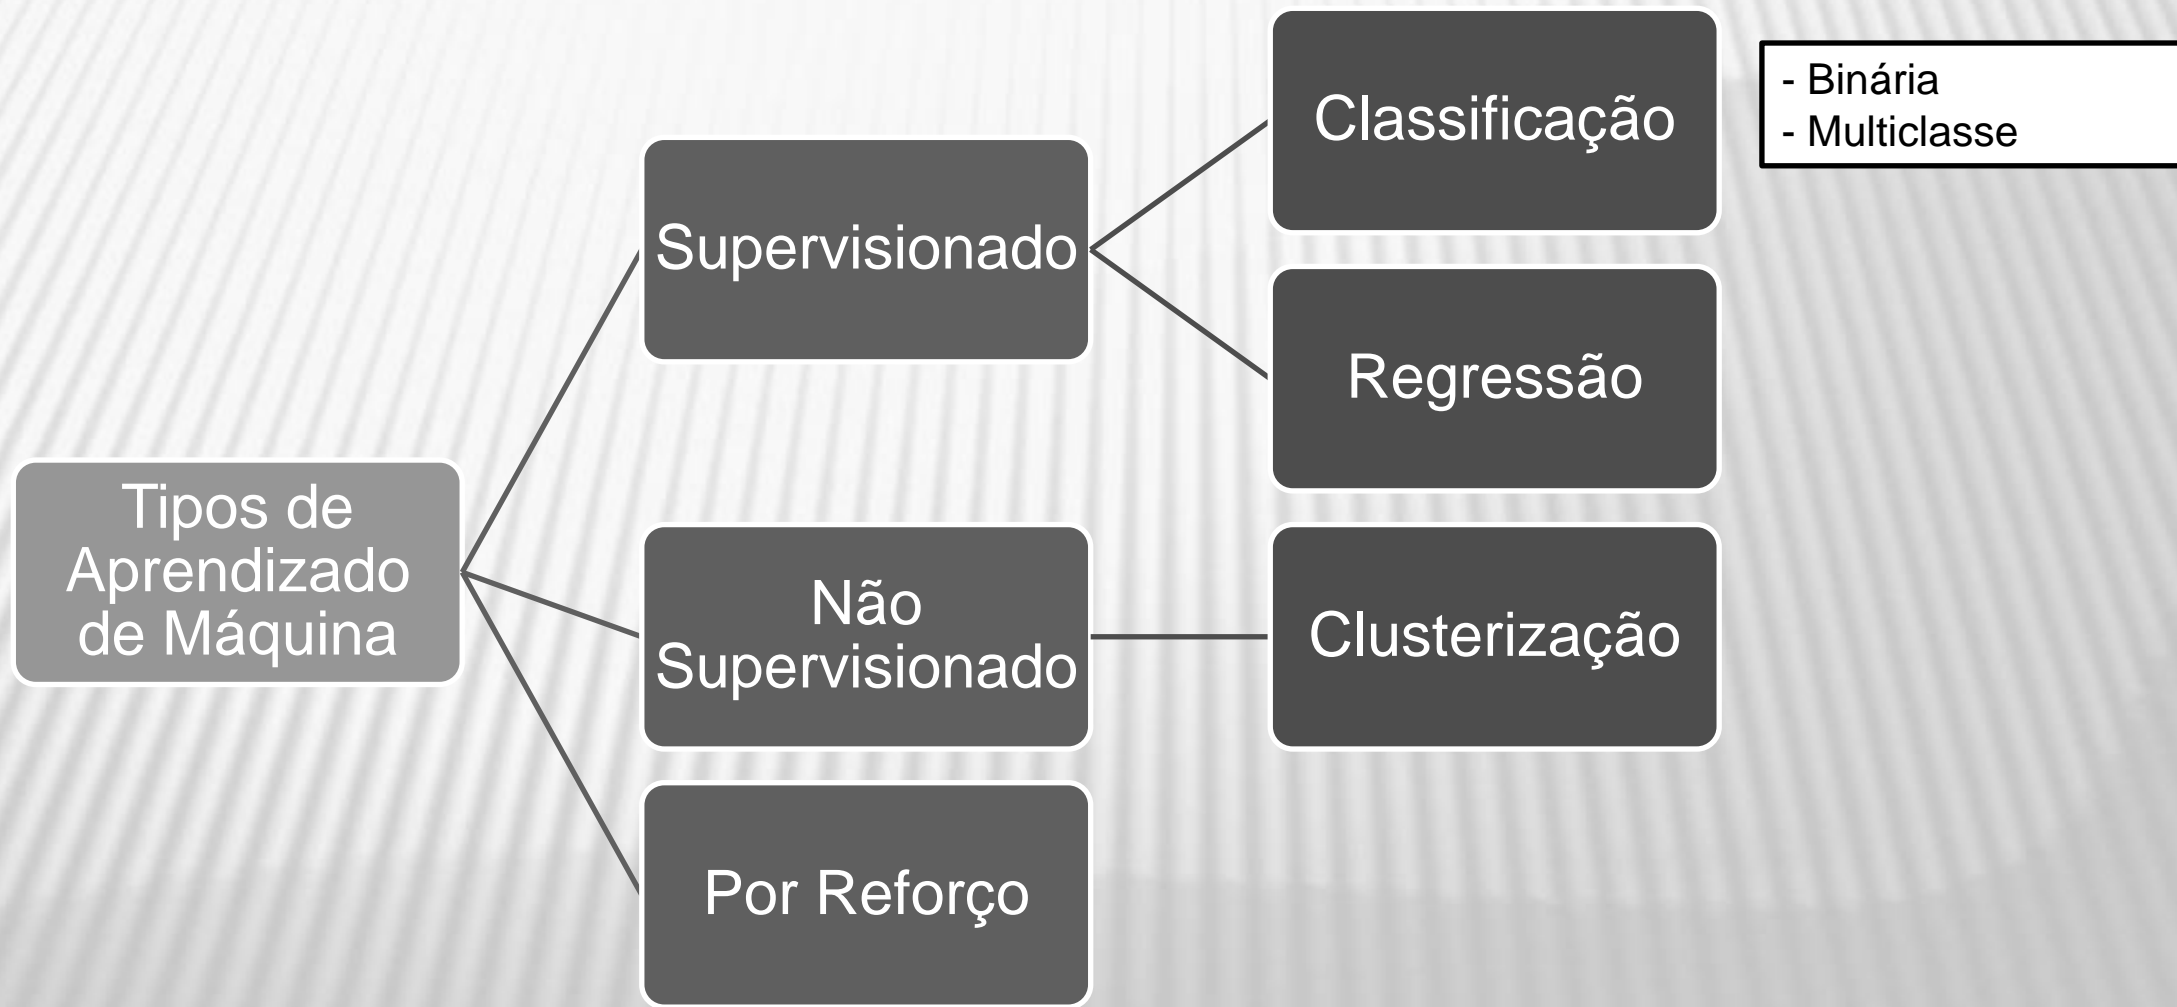 Tipos de
Aprendizado
de Máquina
Supervisionado
Classificação
- Binária
- Multiclasse
Regressão
Não
Supervisionado
Clusterização
Por Reforço